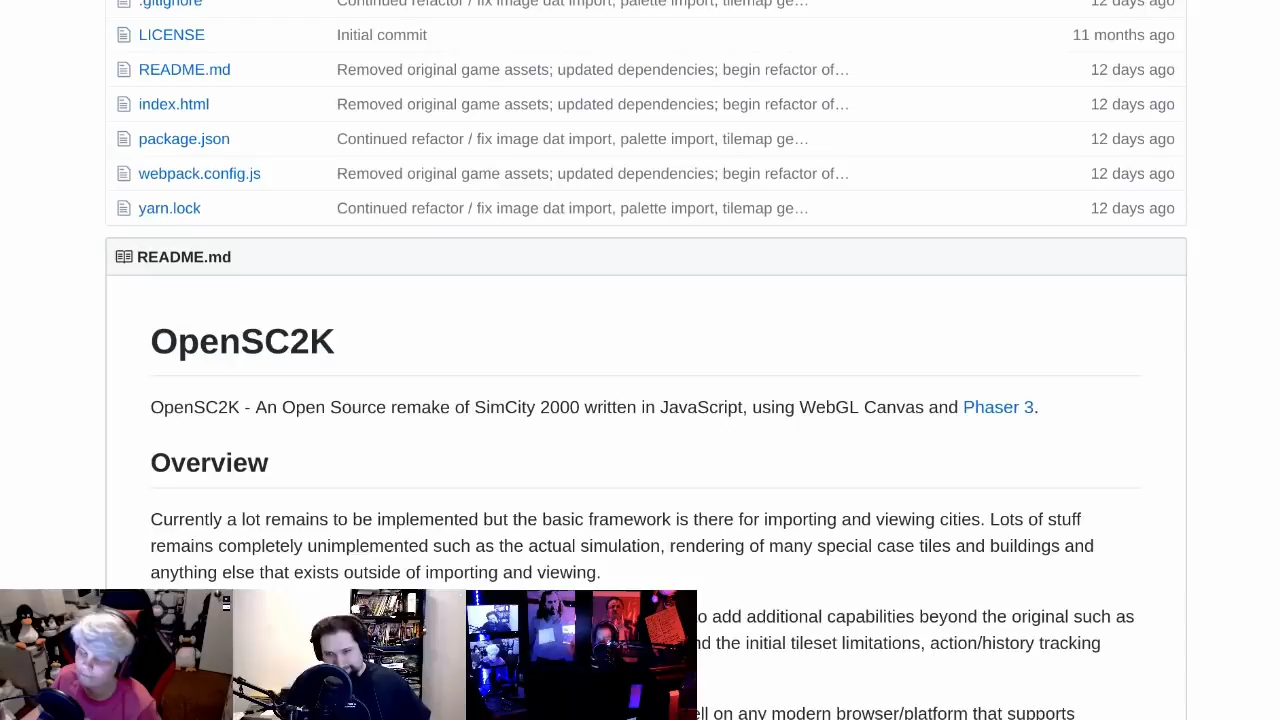 .gitignore Continued refactor / fix image dat import, palette import, tilemap ge… 12 days ago
LICENSE Initial commit 11 months ago
README.md Removed original game assets; updated dependencies; begin refactor of… 12 days ago
index.html Removed original game assets; updated dependencies; begin refactor of… 12 days ago
package.json Continued refactor / fix image dat import, palette import, tilemap ge… 12 days ago
webpack.config.js Removed original game assets; updated dependencies; begin refactor of… 12 days ago
yarn.lock Continued refactor / fix image dat import, palette import, tilemap ge… 12 days ago
README.md
OpenSC2K
OpenSC2K - An Open Source remake of SimCity 2000 written in JavaScript, using WebGL Canvas and Phaser 3.
Overview
Currently a lot remains to be implemented but the basic framework is there for importing and viewing cities. Lots of stuff
remains completely unimplemented such as the actual simulation, rendering of many special case tiles and buildings and
anything else that exists outside of importing and viewing.
add additional capabilities beyond the original such as
the initial tileset limitations, action/history tracking
on any modern browser/platform that supports